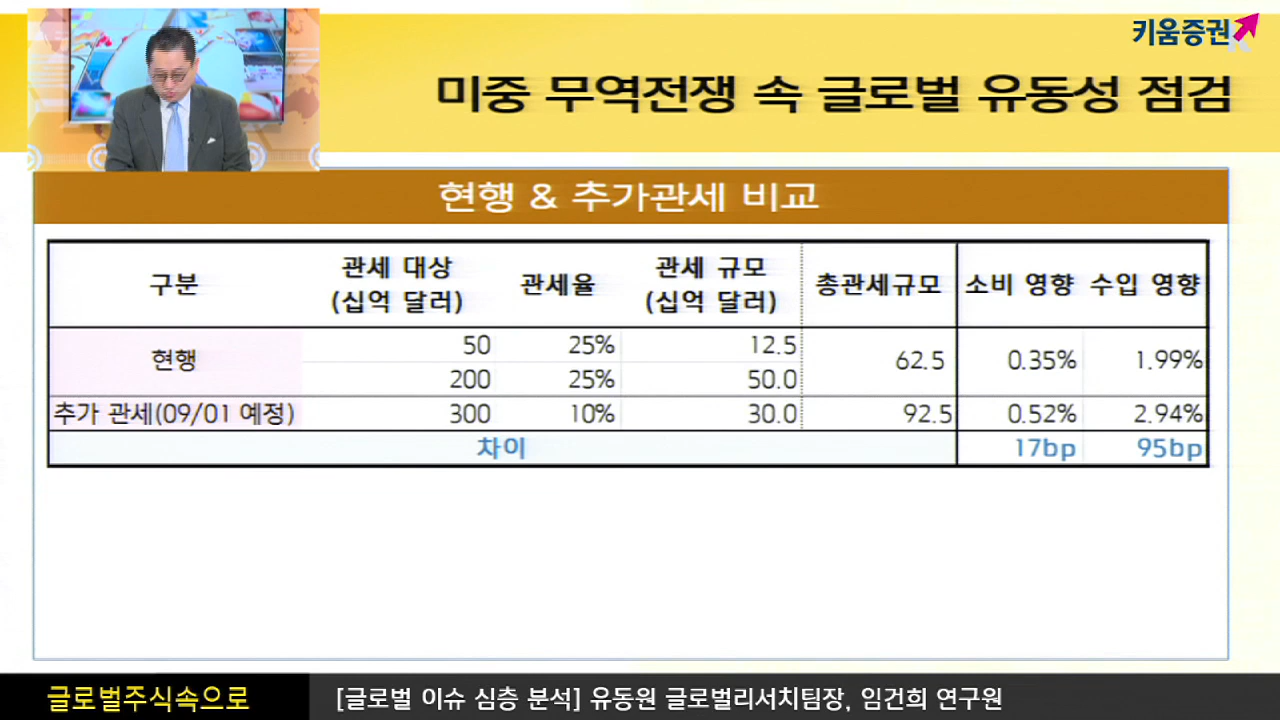 키움증권
미중 무역전쟁 속 글로벌 유동성 점검
현행 & 추가관세 비교
구분 관세 대상 (십억 달러) 관세율 관세 규모 (십억 달러) 총관세규모 소비 영향 수입 영향
현행 50 25% 12.5 62.5 0.35% 1.99%
200 25% 50.0
추가 관세(09/01 예정) 300 10% 30.0 92.5 0.52% 2.94%
차이 17bp 95bp
글로벌주식속으로 [글로벌 이슈 심층 분석] 유동원 글로벌리서치팀장, 임건희 연구원